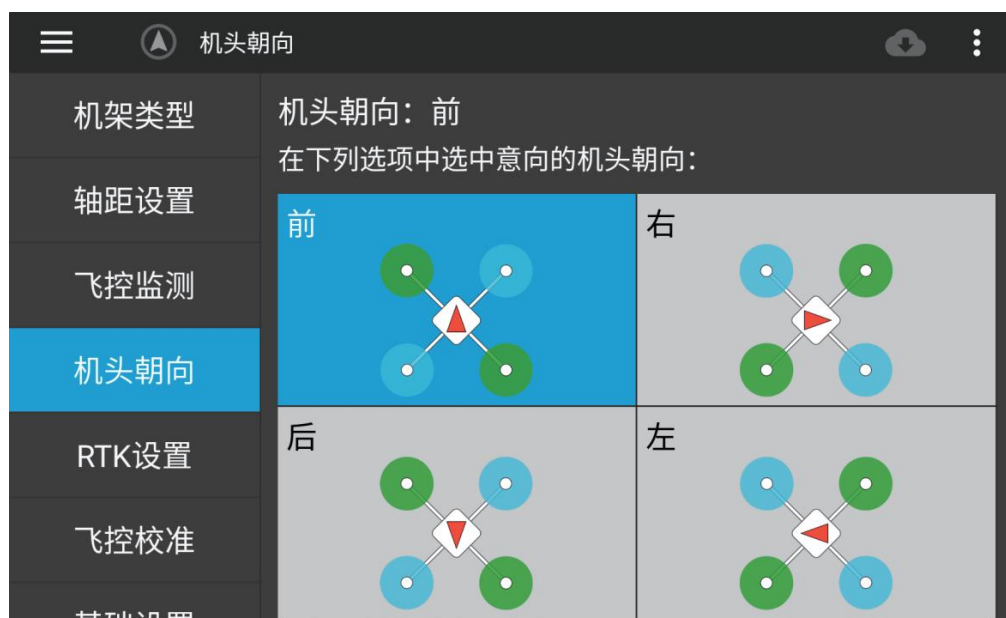 机头朝向
机架类型
轴距设置
飞控监测
机头朝向
RTK设置
飞控校准
机头朝向：前
在下列选项中选中意向的机头朝向：
前
右
后
左